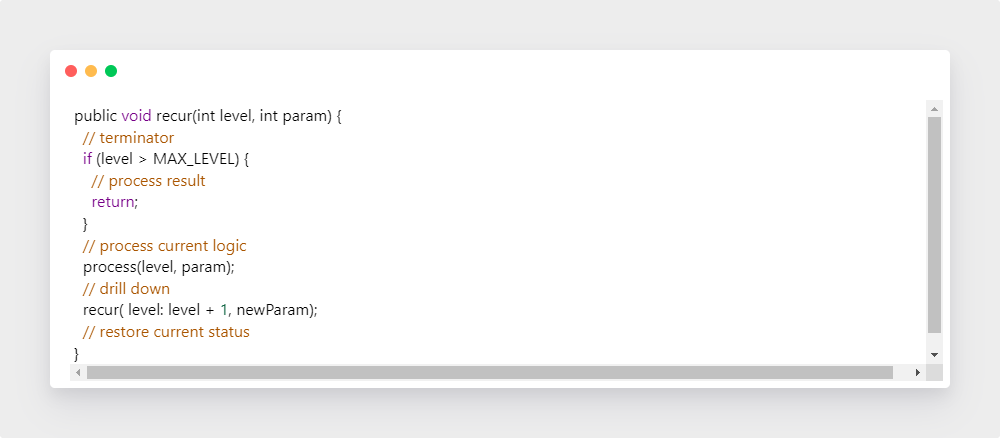 public void recur(int level, int param) {
// terminator
if (level > MAX_LEVEL) {
// process result
return;
}
// process current logic
process(level, param);
// drill down
recur( level: level + 1, newParam);
// restore current status
}